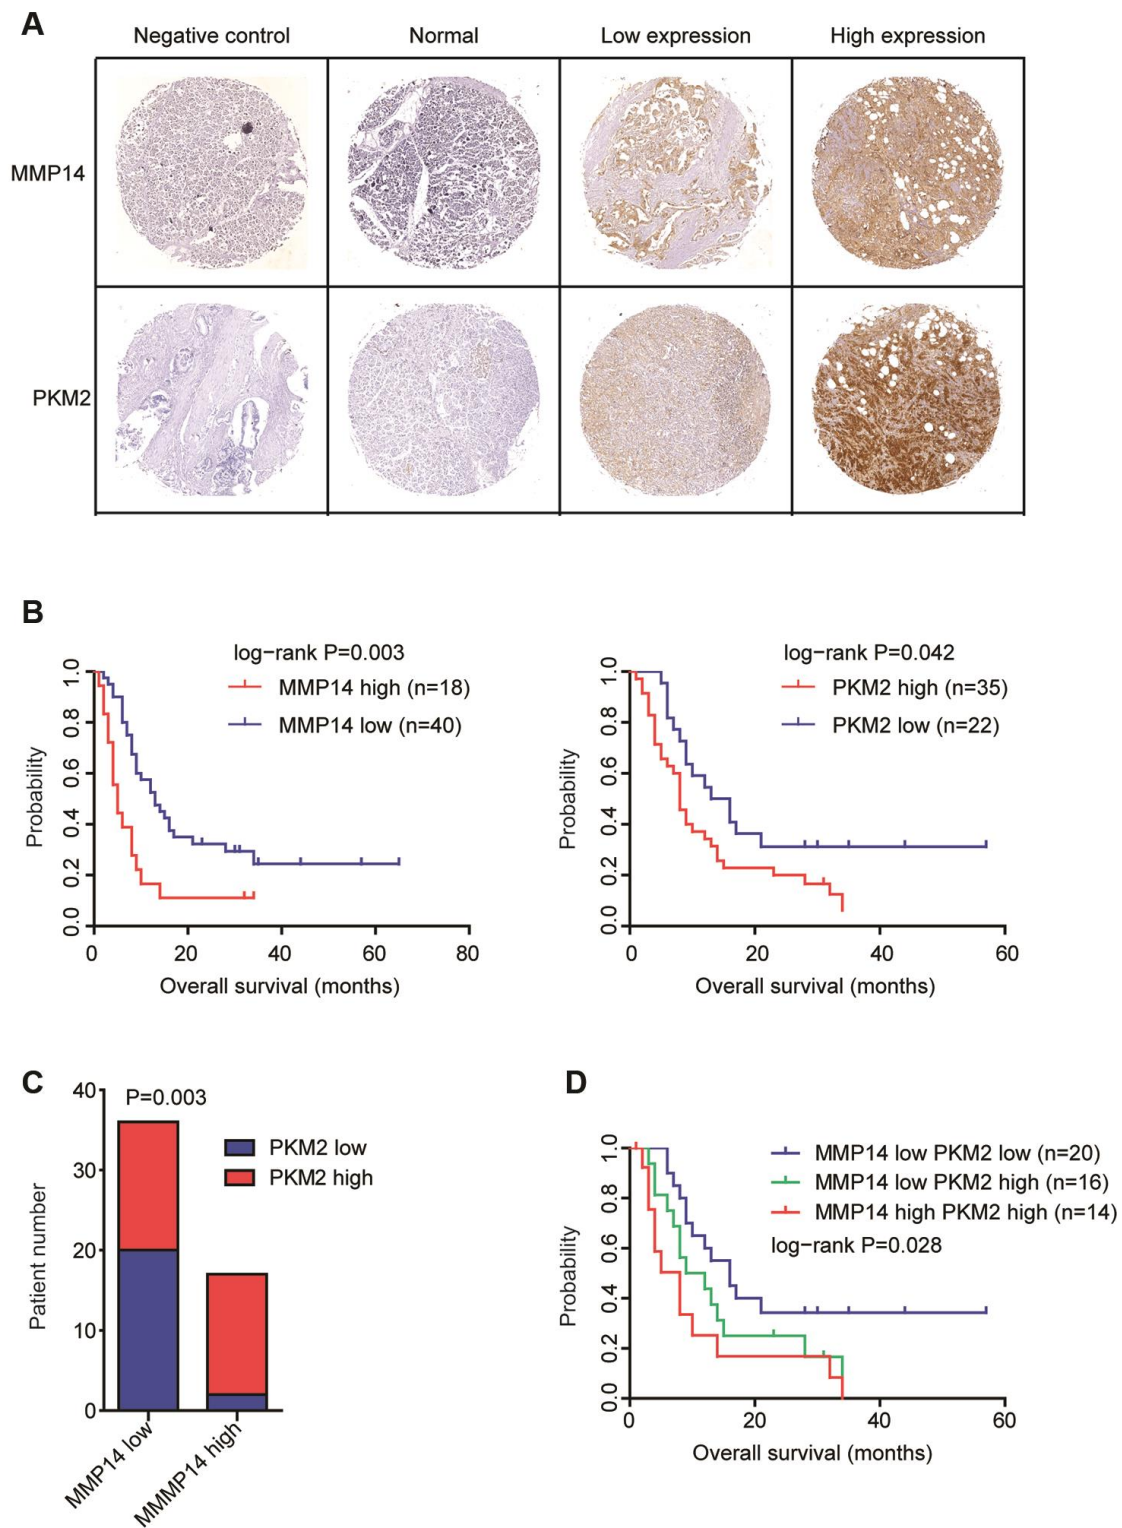 A
Negative control Normal Low expression High expression
MMP14
PKM2
B
log−rank P=0.003
MMP14 high (n=18)
MMP14 low (n=40)
Probability
0.0 0.2 0.4 0.6 0.8 1.0
0 20 40 60 80
Overall survival (months)
log−rank P=0.042
PKM2 high (n=35)
PKM2 low (n=22)
Probability
0.0 0.2 0.4 0.6 0.8 1.0
0 20 40 60
Overall survival (months)
C
P=0.003
PKM2 low
PKM2 high
Patient number
40
30
20
10
0
MMP14 low
MMMP14 high
D
MMP14 low PKM2 low (n=20)
MMP14 low PKM2 high (n=16)
MMP14 high PKM2 high (n=14)
log−rank P=0.028
Probability
0.0 0.2 0.4 0.6 0.8 1.0
0 20 40 60
Overall survival (months)